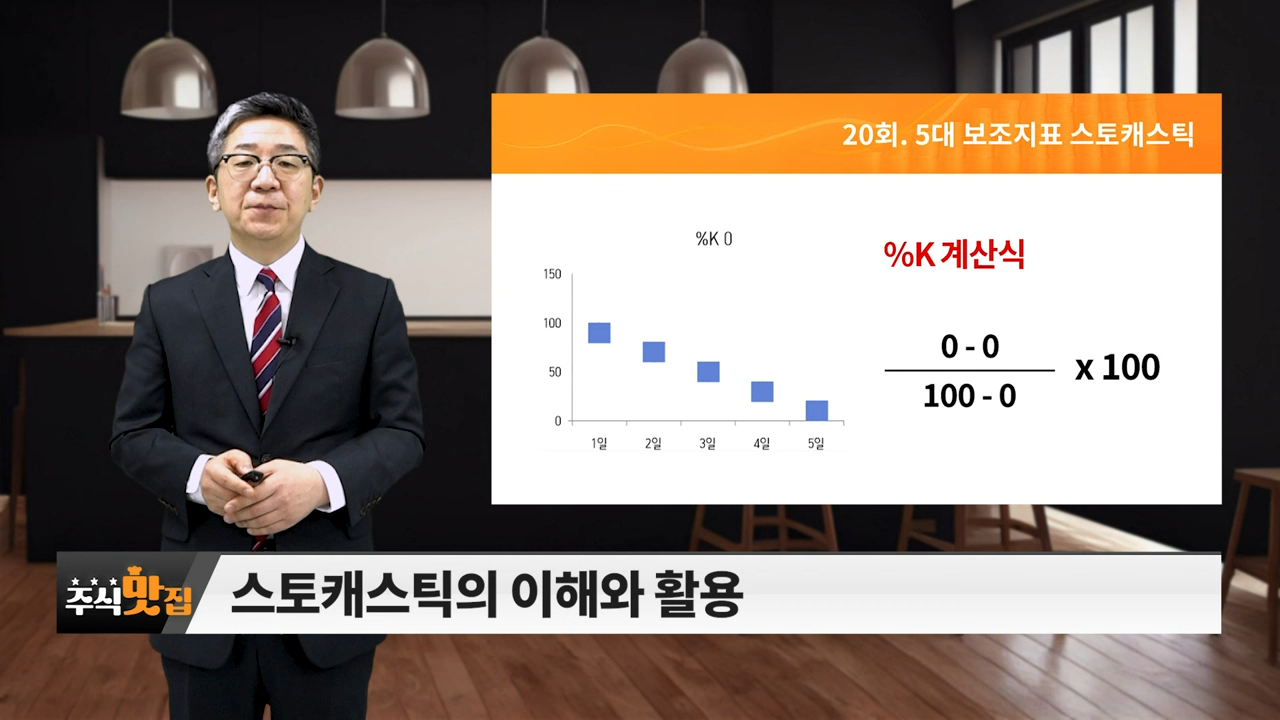 20회. 5대 보조지표 스토캐스틱
%K 0
150
100
50
0
1일 2일 3일 4일 5일
%K 계산식
0 - 0
100 - 0
x 100
주식맛집
스토캐스틱의 이해와 활용